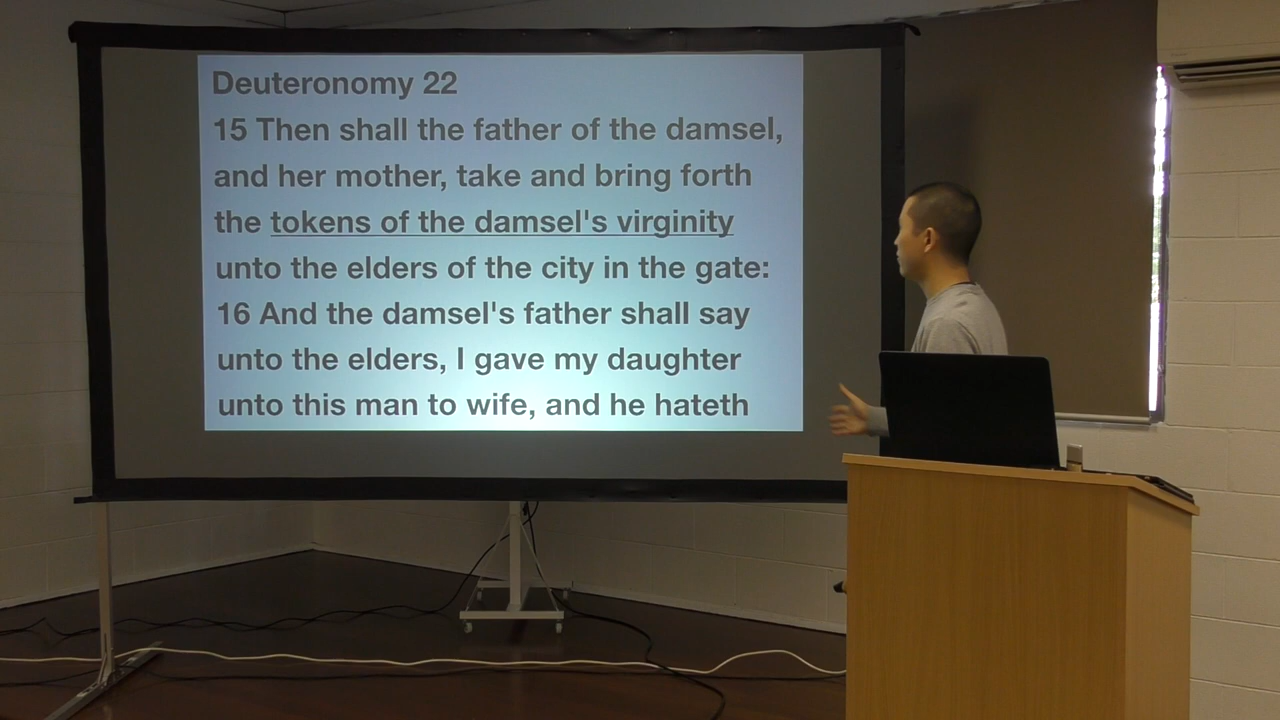 Deuteronomy 22
15 Then shall the father of the damsel,
and her mother, take and bring forth
the tokens of the damsel's virginity
unto the elders of the city in the gate:
16 And the damsel's father shall say
unto the elders, I gave my daughter
unto this man to wife, and he hateth